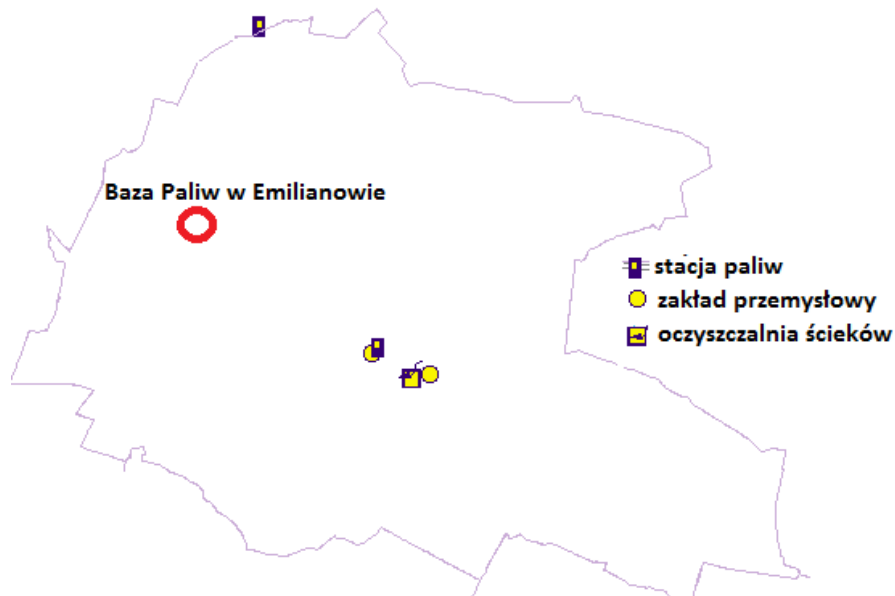 Baza Paliw w Emilianowie
stacja paliw
zakład przemysłowy
oczyszczalnia ścieków